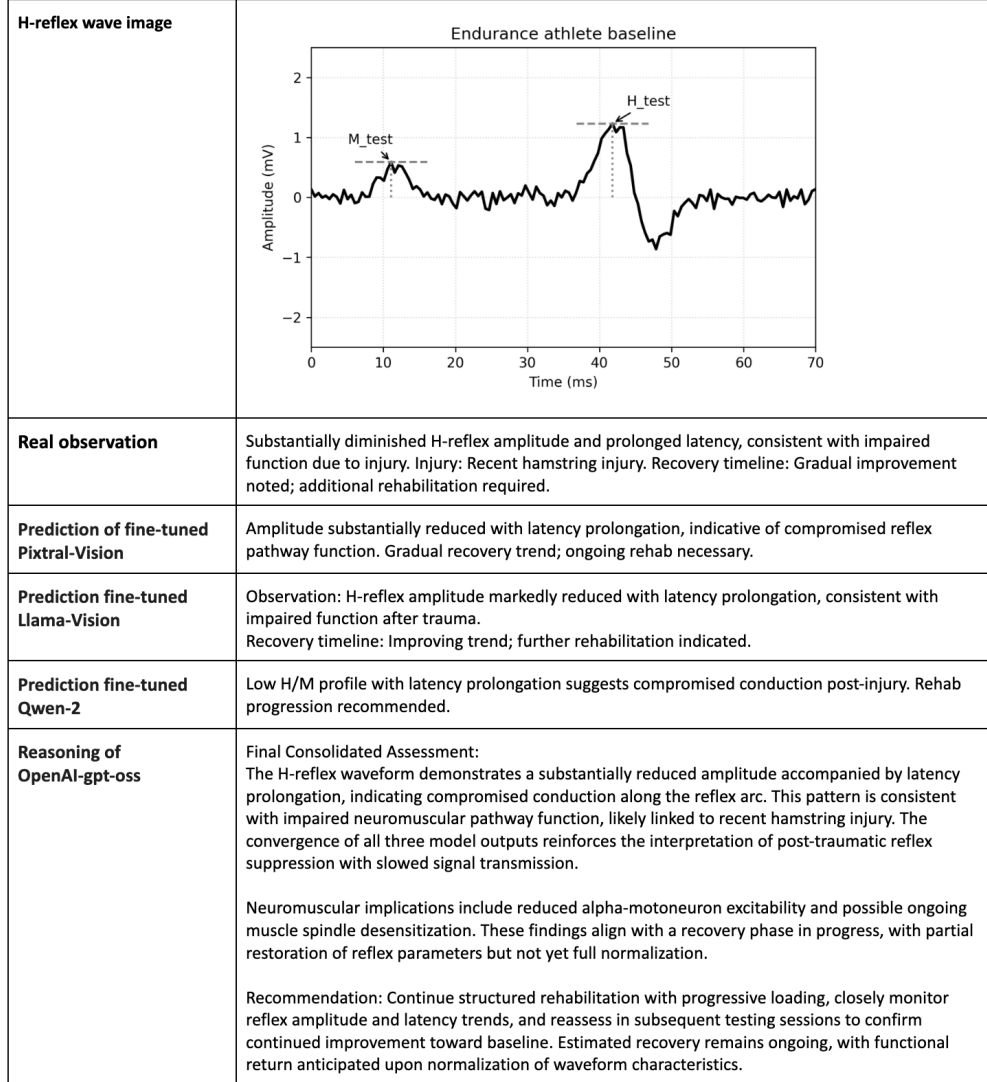 H-reflex wave image
Endurance athlete baseline
H_test
M_test
2
1
0
−1
−2
Amplitude (mV)
0 10 20 30 40 50 60 70
Time (ms)
Real observation
Substantially diminished H-reflex amplitude and prolonged latency, consistent with impaired
function due to injury. Injury: Recent hamstring injury. Recovery timeline: Gradual improvement
noted; additional rehabilitation required.
Prediction of fine-tuned
Pixtral-Vision
Amplitude substantially reduced with latency prolongation, indicative of compromised reflex
pathway function. Gradual recovery trend; ongoing rehab necessary.
Prediction fine-tuned
Llama-Vision
Observation: H-reflex amplitude markedly reduced with latency prolongation, consistent with
impaired function after trauma.
Recovery timeline: Improving trend; further rehabilitation indicated.
Prediction fine-tuned
Qwen-2
Low H/M profile with latency prolongation suggests compromised conduction post-injury. Rehab
progression recommended.
Reasoning of
OpenAI-gpt-oss
Final Consolidated Assessment:
The H-reflex waveform demonstrates a substantially reduced amplitude accompanied by latency
prolongation, indicating compromised conduction along the reflex arc. This pattern is consistent
with impaired neuromuscular pathway function, likely linked to recent hamstring injury. The
convergence of all three model outputs reinforces the interpretation of post-traumatic reflex
suppression with slowed signal transmission.
Neuromuscular implications include reduced alpha-motoneuron excitability and possible ongoing
muscle spindle desensitization. These findings align with a recovery phase in progress, with partial
restoration of reflex parameters but not yet full normalization.
Recommendation: Continue structured rehabilitation with progressive loading, closely monitor
reflex amplitude and latency trends, and reassess in subsequent testing sessions to confirm
continued improvement toward baseline. Estimated recovery remains ongoing, with functional
return anticipated upon normalization of waveform characteristics.